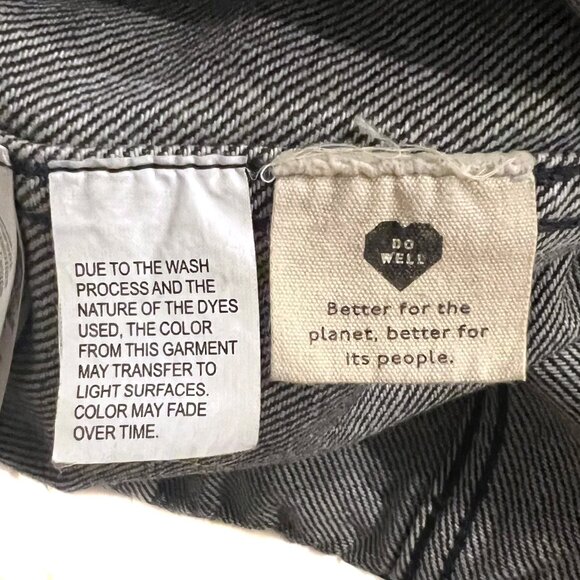 DUE TO THE WASH
PROCESS AND THE
NATURE OF THE DYES
USED, THE COLOR
FROM THIS GARMENT
MAY TRANSFER TO
LIGHT SURFACES.
COLOR MAY FADE
OVER TIME.
DO
WELL
Better for the
planet, better for
its people.